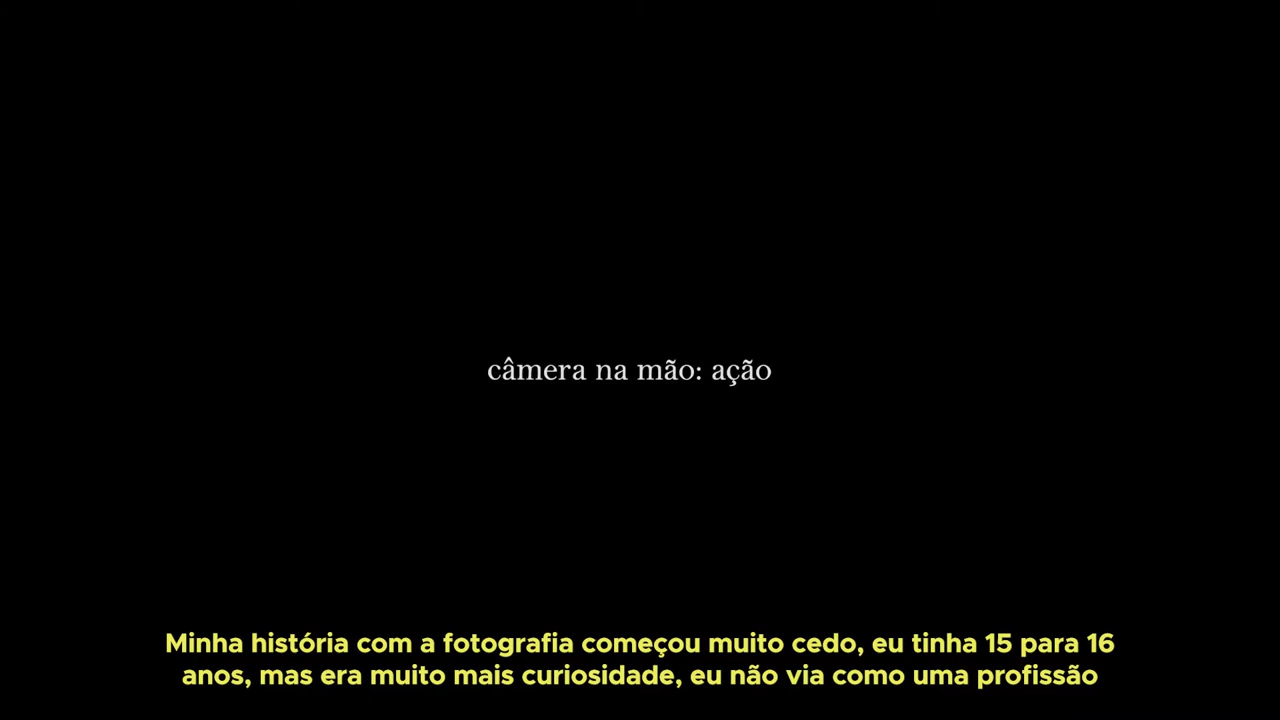 câmera na mão: ação
Minha história com a fotografia começou muito cedo, eu tinha 15 para 16
anos, mas era muito mais curiosidade, eu não via como uma profissão